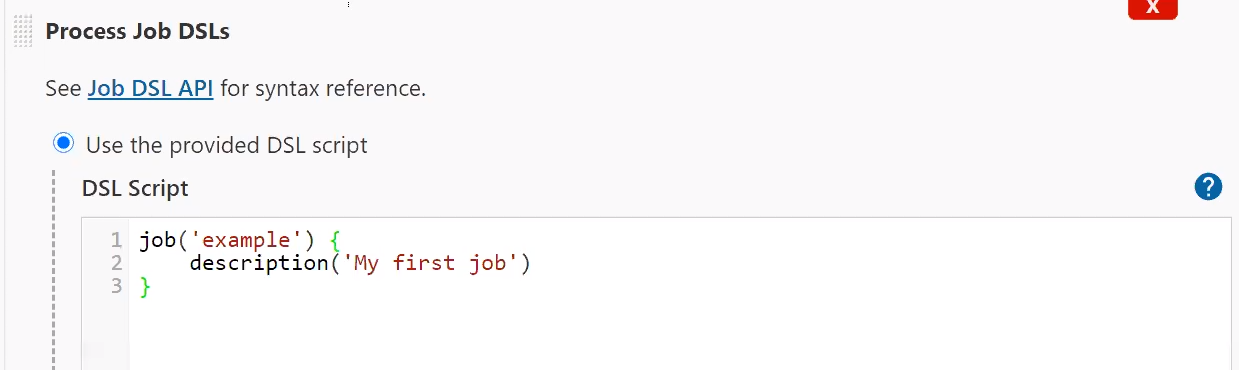 X
Process Job DSLs
See Job DSL API for syntax reference.
Use the provided DSL script
DSL Script
?
1 job('example') {
2     description('My first job')
3 }